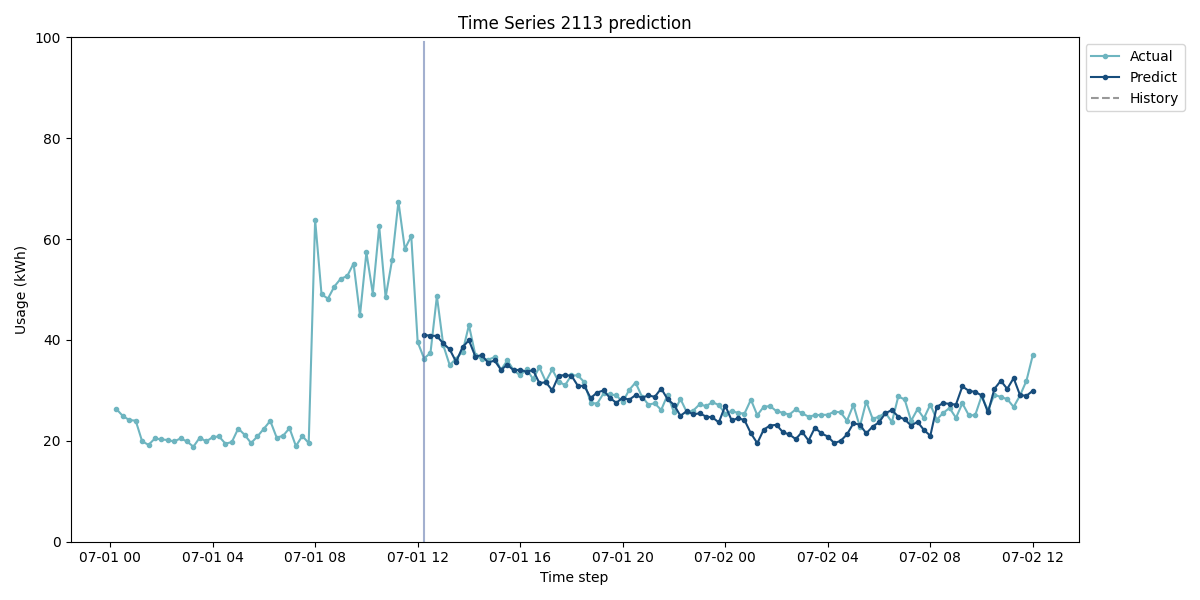 Time Series 2113 prediction
Usage (kWh)
100
80
60
40
20
0
07-01 00
07-01 04
07-01 08
07-01 12
07-01 16
07-01 20
07-02 00
07-02 04
07-02 08
07-02 12
Time step
Actual
Predict
History